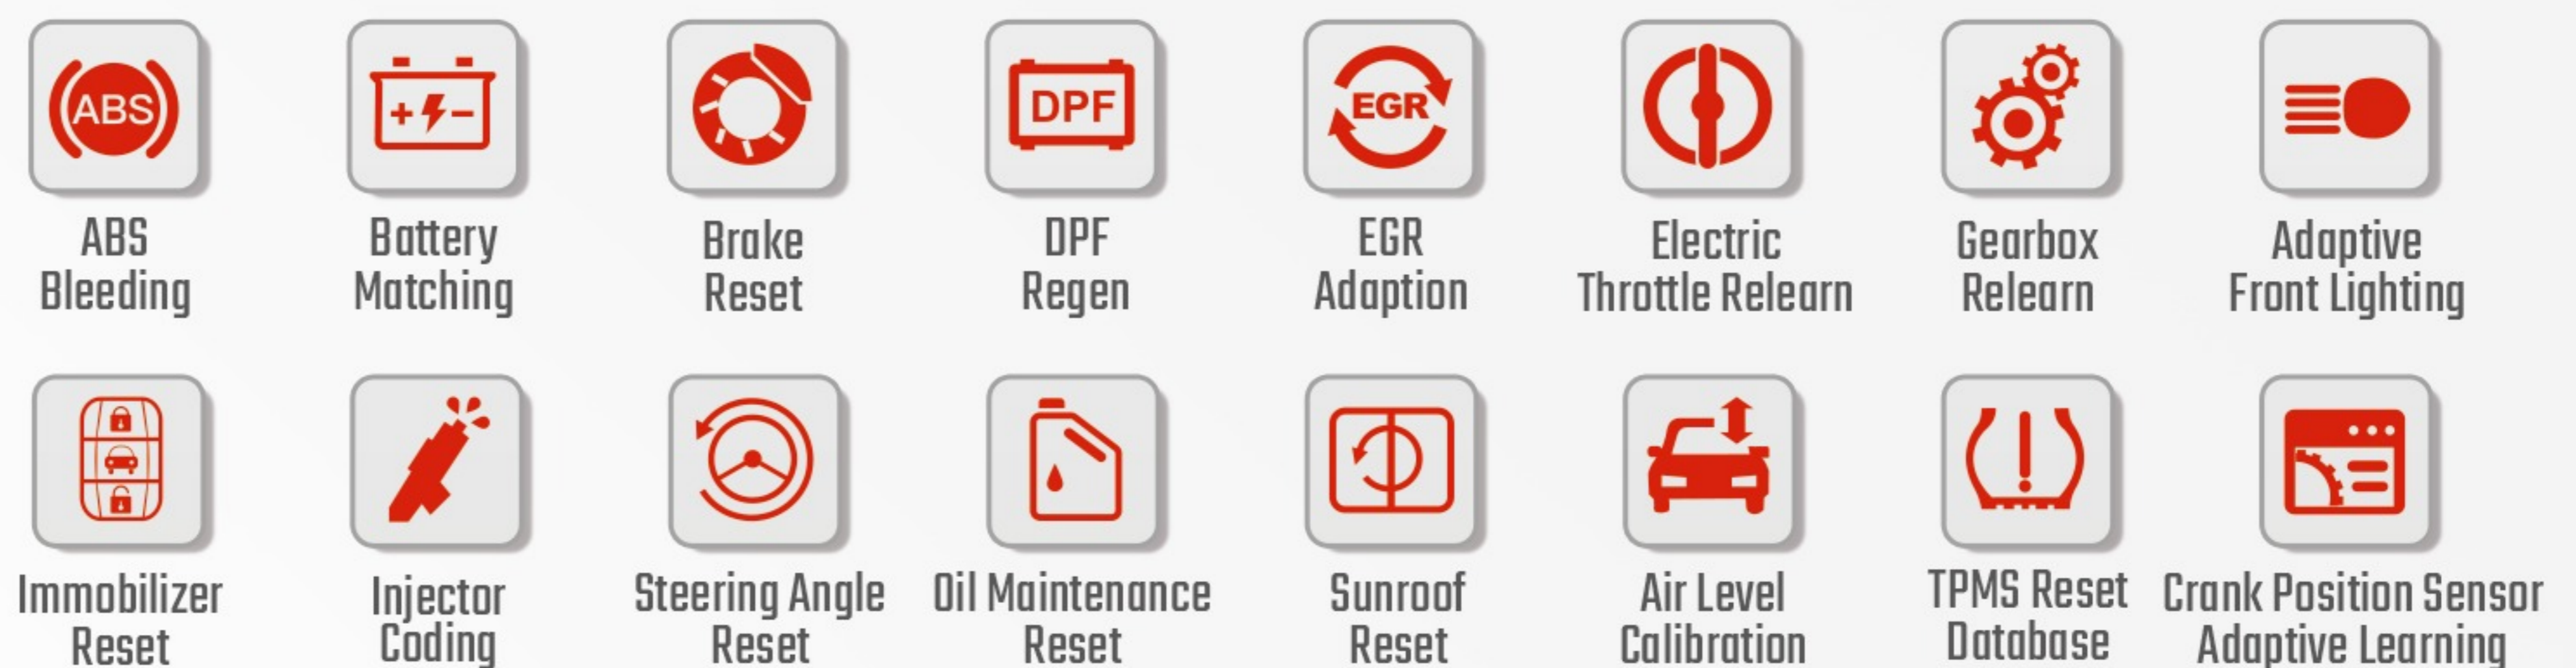 ABS
DPF
EGR
ABS
Bleeding
Battery
Matching
Brake
Reset
DPF
Regen
EGR
Adaption
Electric
Throttle Relearn
Gearbox
Relearn
Adaptive
Front Lighting
Immobilizer
Reset
Injector
Coding
Steering Angle
Reset
Oil Maintenance
Reset
Sunroof
Reset
Air Level
Calibration
TPMS Reset
Database
Crank Position Sensor
Adaptive Learning